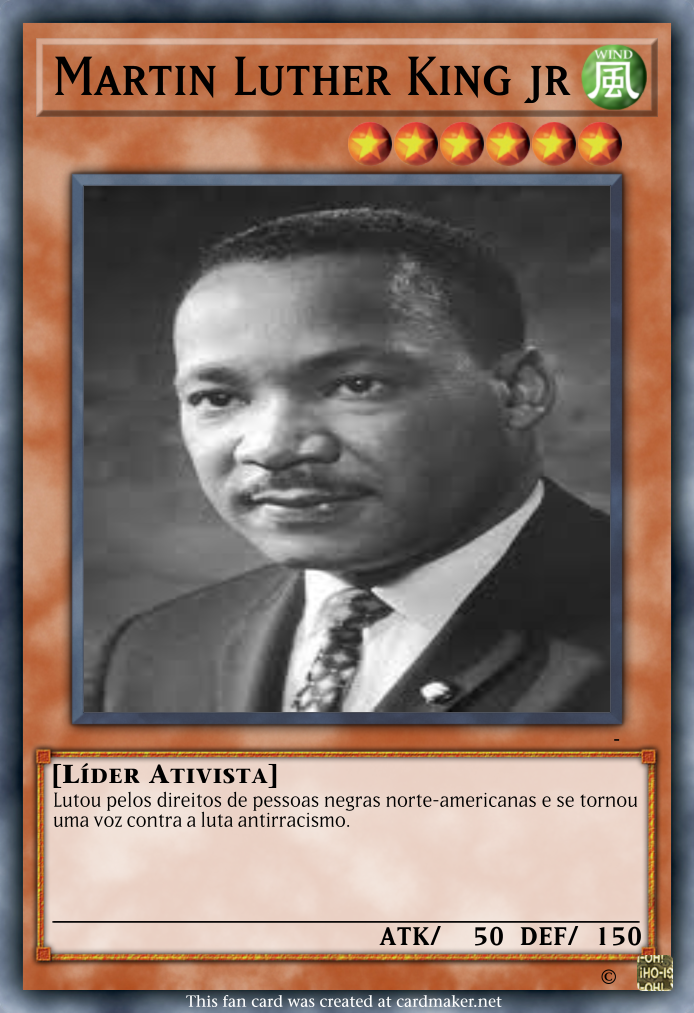 Martin Luther King jr
WIND
風
-
[Líder Ativista]
Lutou pelos direitos de pessoas negras norte-americanas e se tornou
uma voz contra a luta antirracismo.
ATK/ 50 DEF/ 150
©
This fan card was created at cardmaker.net